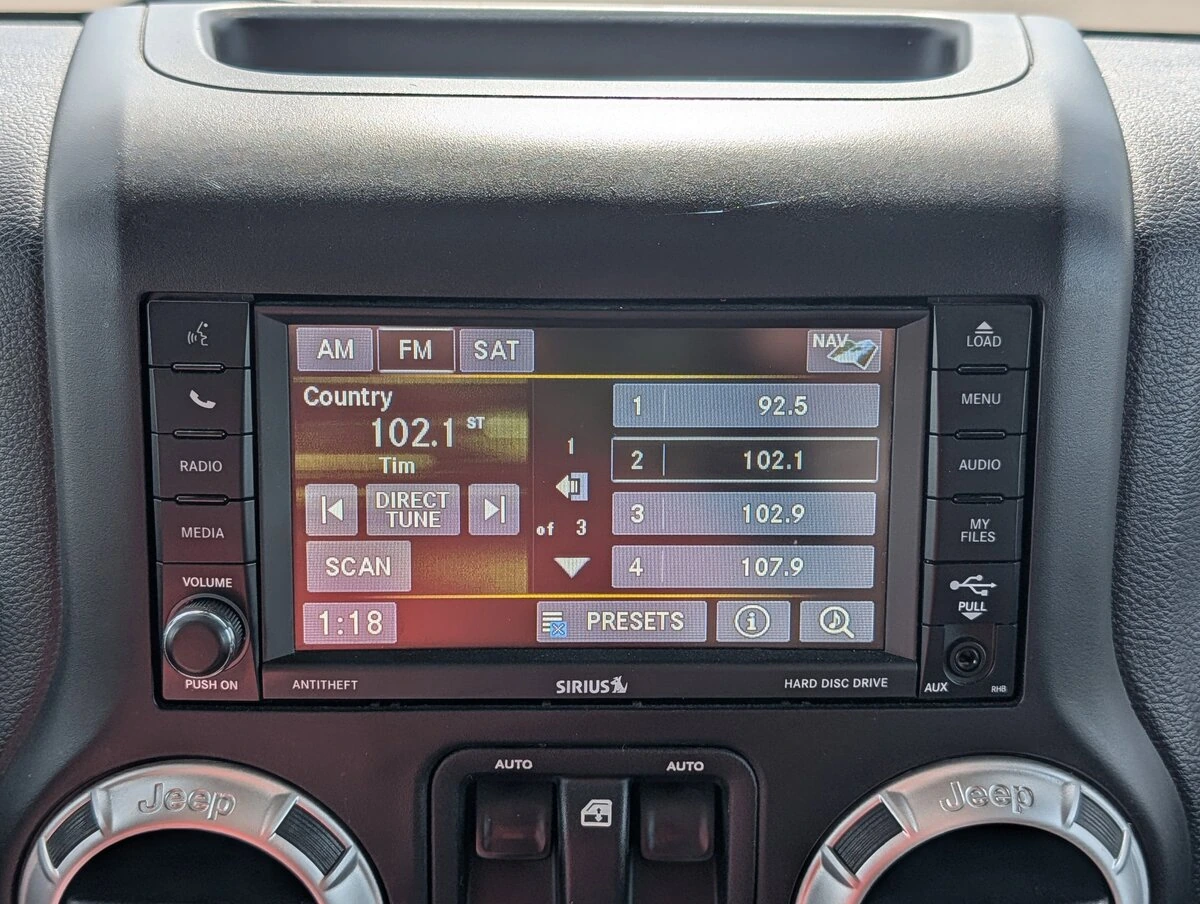 AM FM SAT NAV
LOAD
MENU
RADIO
AUDIO
MEDIA
MY
FILES
VOLUME
PUSH ON
PULL
AUX
RHB
Country
102.1 ST
Tim
DIRECT
TUNE
SCAN
1:18
1
of 3
1 92.5
2 102.1
3 102.9
4 107.9
PRESETS
i
ANTITHEFT
SIRIUS
HARD DISC DRIVE
AUTO AUTO
Jeep Jeep